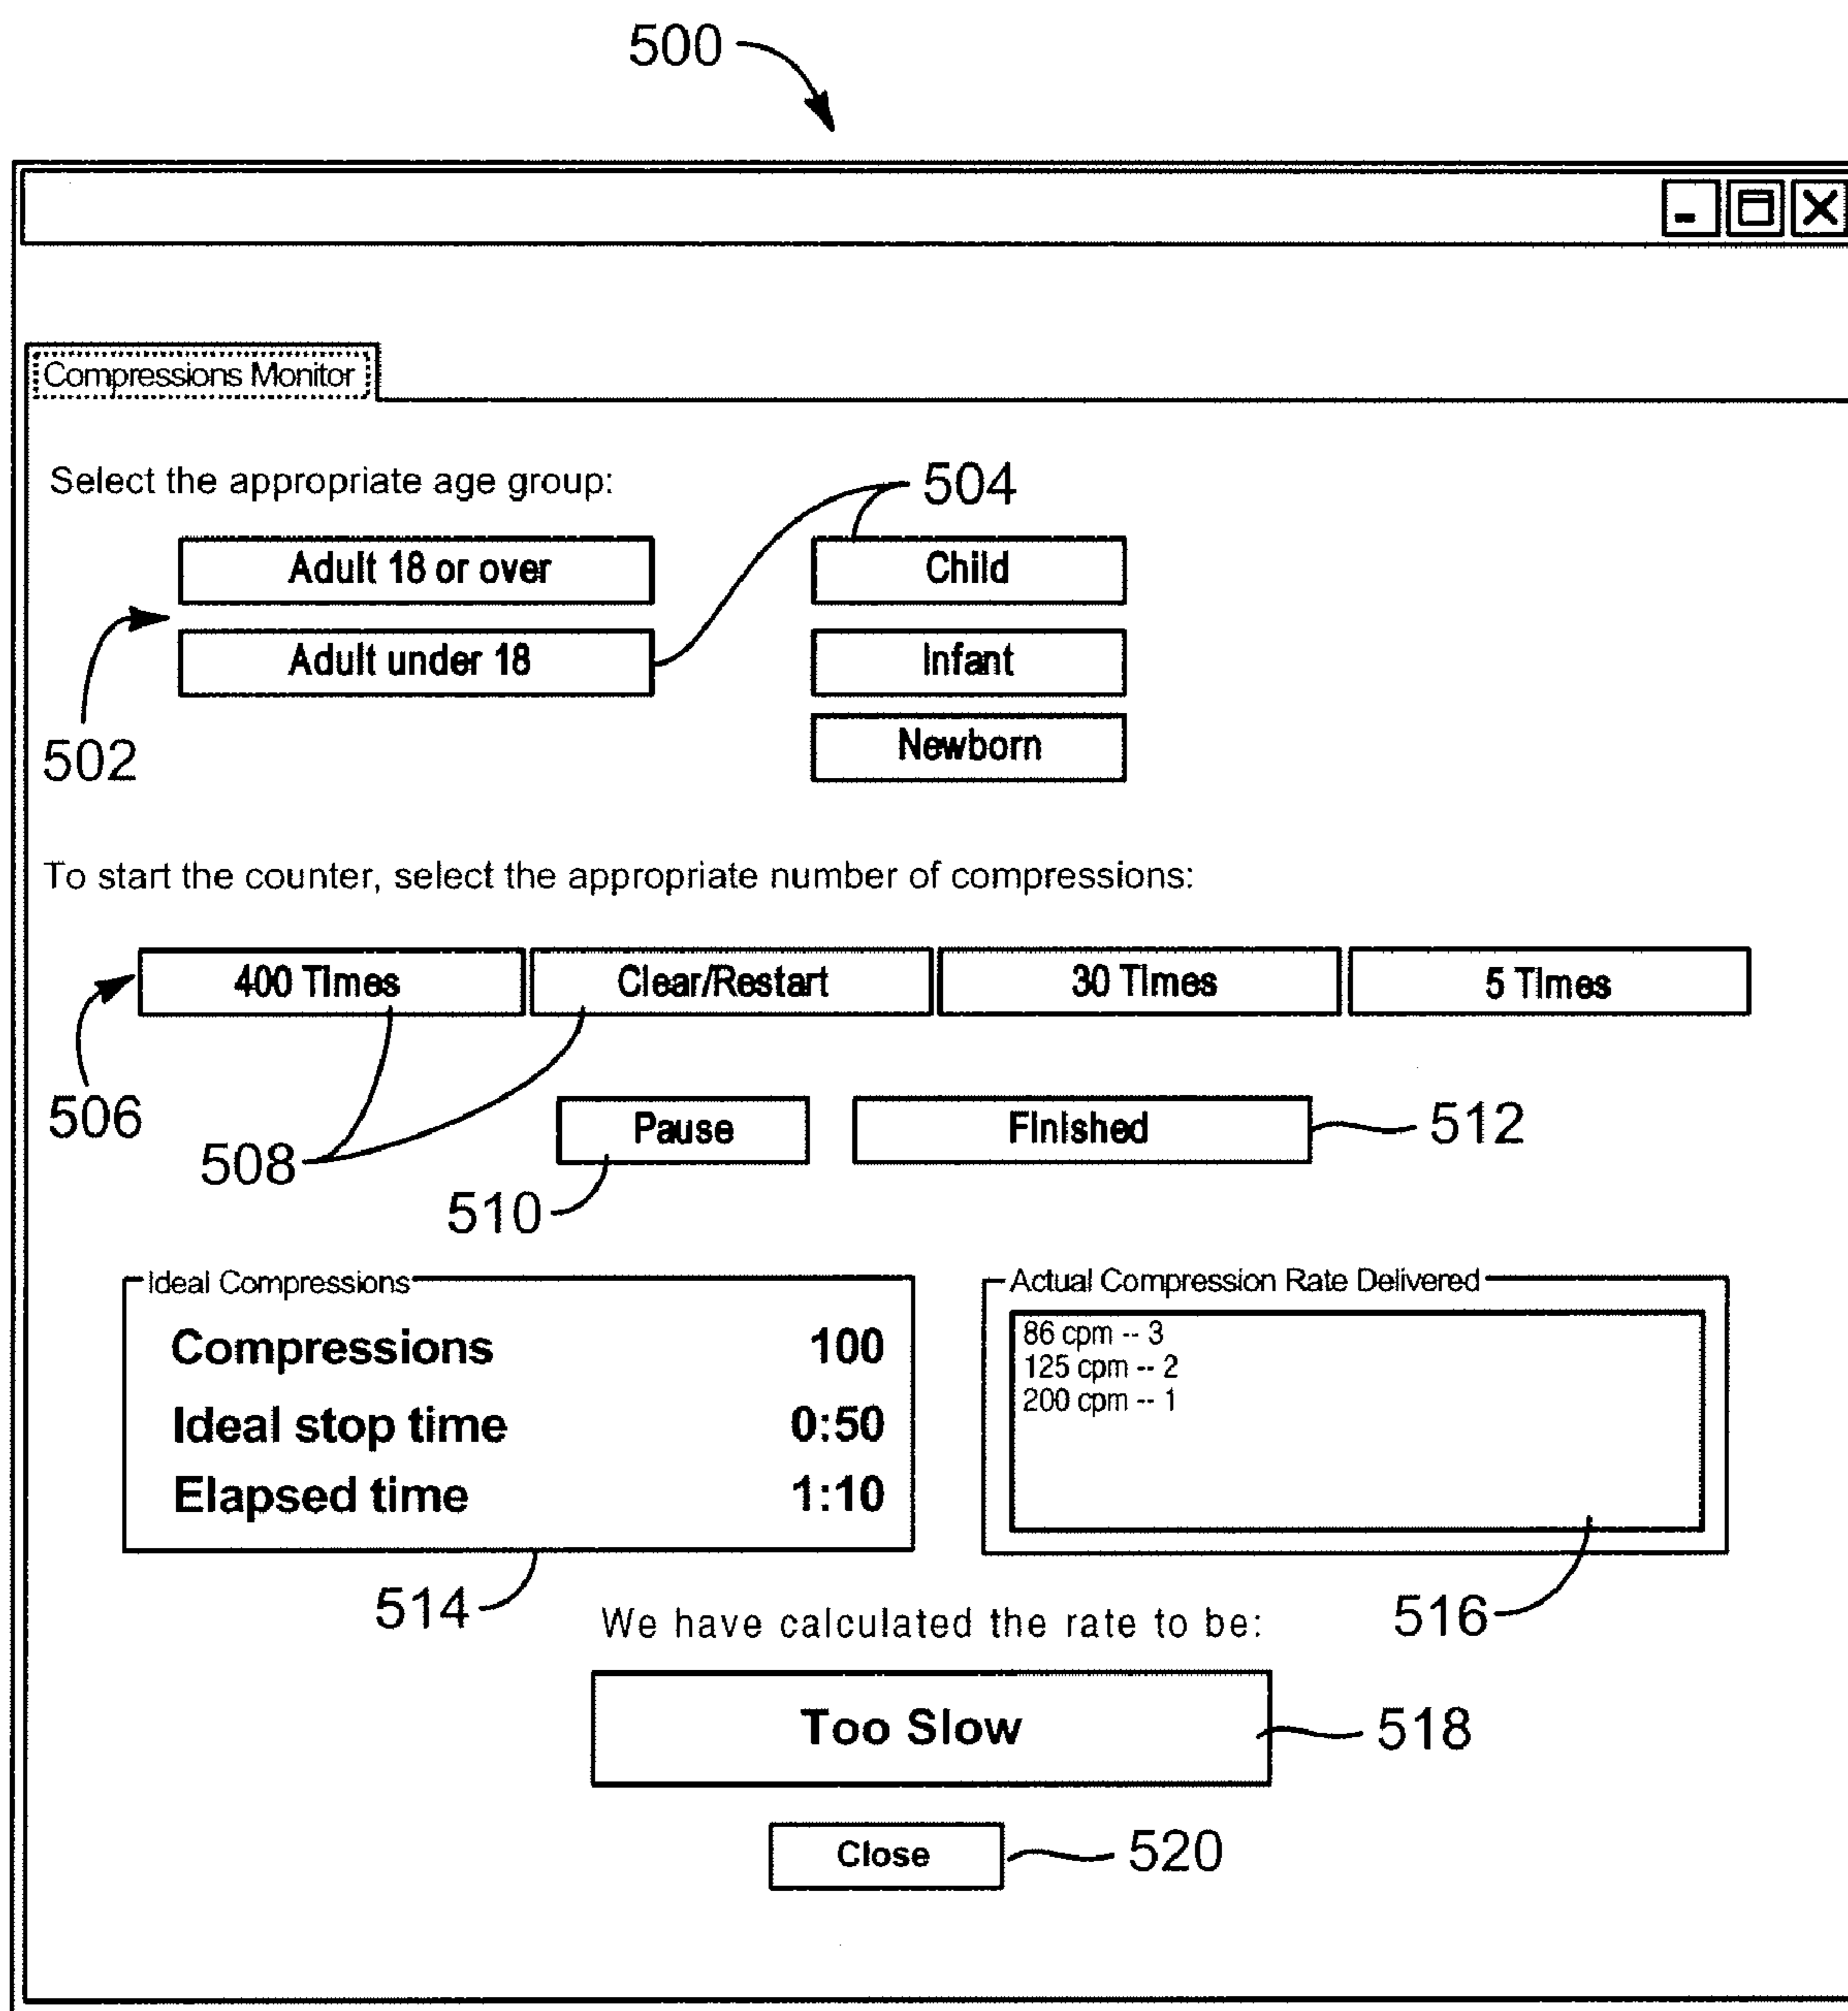 500
Compressions Monitor
Select the appropriate age group:
504
Adult 18 or over
Child
502
Adult under 18
Infant
Newborn
To start the counter, select the appropriate number of compressions:
506
400 Times
Clear/Restart
30 Times
5 Times
508
510
Pause
Finished
512
Ideal Compressions
Compressions 100
Ideal stop time 0:50
Elapsed time 1:10
514
Actual Compression Rate Delivered
86 cpm -- 3
125 cpm -- 2
200 cpm -- 1
516
We have calculated the rate to be:
Too Slow
518
Close
520